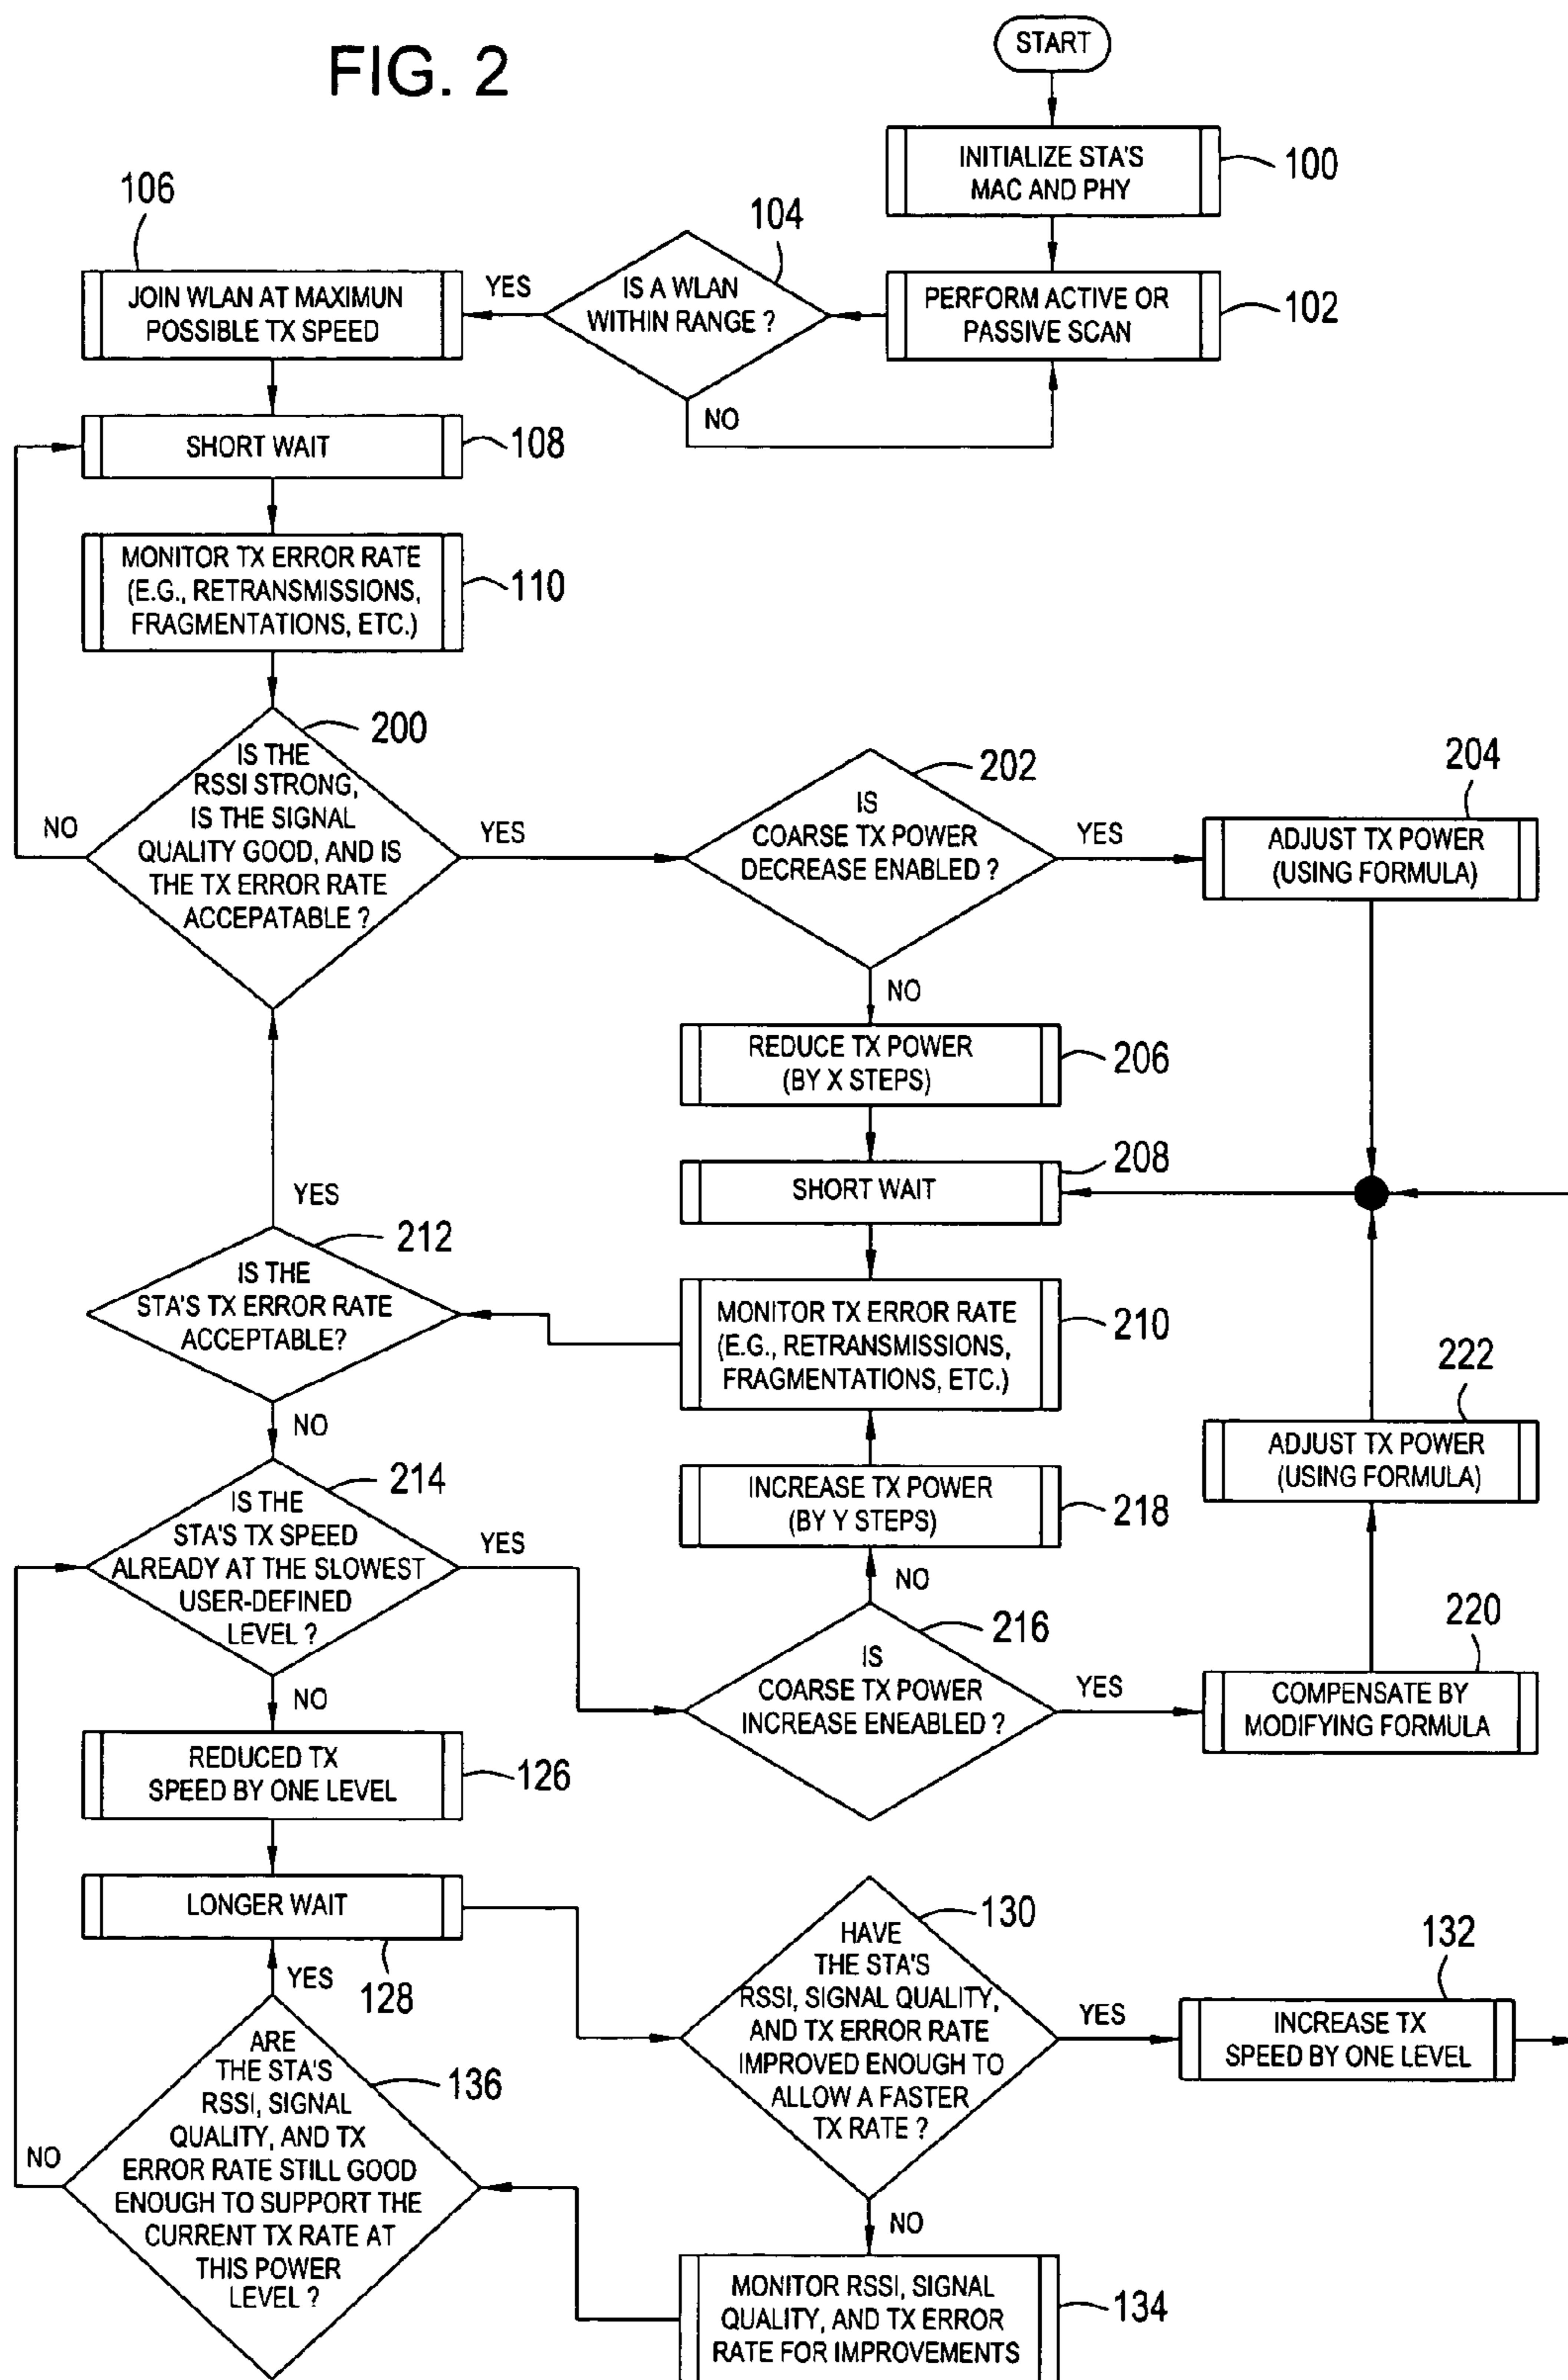 FIG. 2
START
INITIALIZE STA'S
MAC AND PHY
100
106
104
JOIN WLAN AT MAXIMUN
POSSIBLE TX SPEED
YES
IS A WLAN
WITHIN RANGE ?
PERFORM ACTIVE OR
PASSIVE SCAN
102
NO
SHORT WAIT
108
MONITOR TX ERROR RATE
(E.G., RETRANSMISSIONS,
FRAGMENTATIONS, ETC.)
110
200
IS THE
RSSI STRONG,
IS THE SIGNAL
QUALITY GOOD, AND IS
THE TX ERROR RATE
ACCEPATABLE ?
NO
YES
202
IS
COARSE TX POWER
DECREASE ENABLED ?
YES
204
ADJUST TX POWER
(USING FORMULA)
NO
REDUCE TX POWER
(BY X STEPS)
206
SHORT WAIT
208
YES
212
IS THE
STA'S TX ERROR RATE
ACCEPTABLE?
MONITOR TX ERROR RATE
(E.G., RETRANSMISSIONS,
FRAGMENTATIONS, ETC.)
210
222
ADJUST TX POWER
(USING FORMULA)
NO
214
IS THE
STA'S TX SPEED
ALREADY AT THE SLOWEST
USER-DEFINED
LEVEL ?
YES
INCREASE TX POWER
(BY Y STEPS)
218
NO
216
IS
COARSE TX POWER
INCREASE ENEABLED ?
YES
220
COMPENSATE BY
MODIFYING FORMULA
NO
REDUCED TX
SPEED BY ONE LEVEL
126
LONGER WAIT
128
YES
130
HAVE
THE STA'S
RSSI, SIGNAL QUALITY,
AND TX ERROR RATE
IMPROVED ENOUGH TO
ALLOW A FASTER
TX RATE ?
YES
132
INCREASE TX
SPEED BY ONE LEVEL
136
ARE
THE STA'S
RSSI, SIGNAL
QUALITY, AND TX
ERROR RATE STILL GOOD
ENOUGH TO SUPPORT THE
CURRENT TX RATE AT
THIS POWER
LEVEL ?
NO
NO
MONITOR RSSI, SIGNAL
QUALITY, AND TX ERROR
RATE FOR IMPROVEMENTS
134